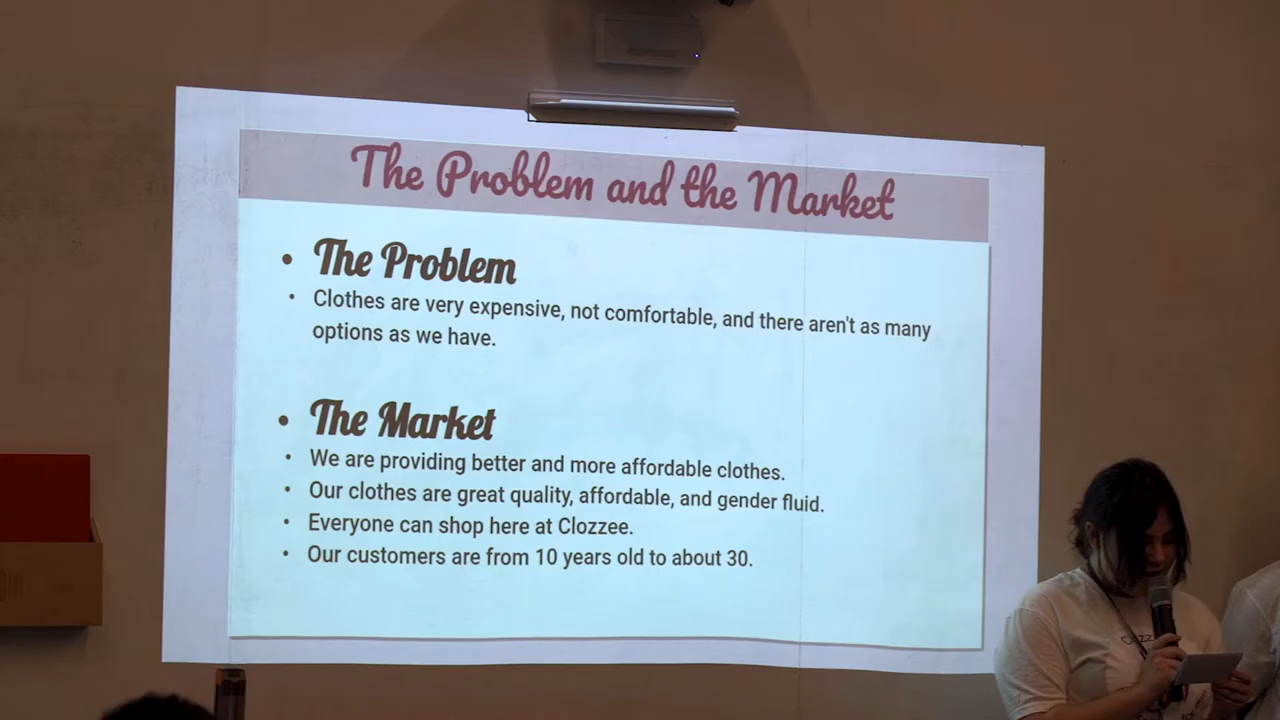 The Problem and the Market
• The Problem
• Clothes are very expensive, not comfortable, and there aren't as many
options as we have.
• The Market
• We are providing better and more affordable clothes.
• Our clothes are great quality, affordable, and gender fluid.
• Everyone can shop here at Clozzee.
• Our customers are from 10 years old to about 30.